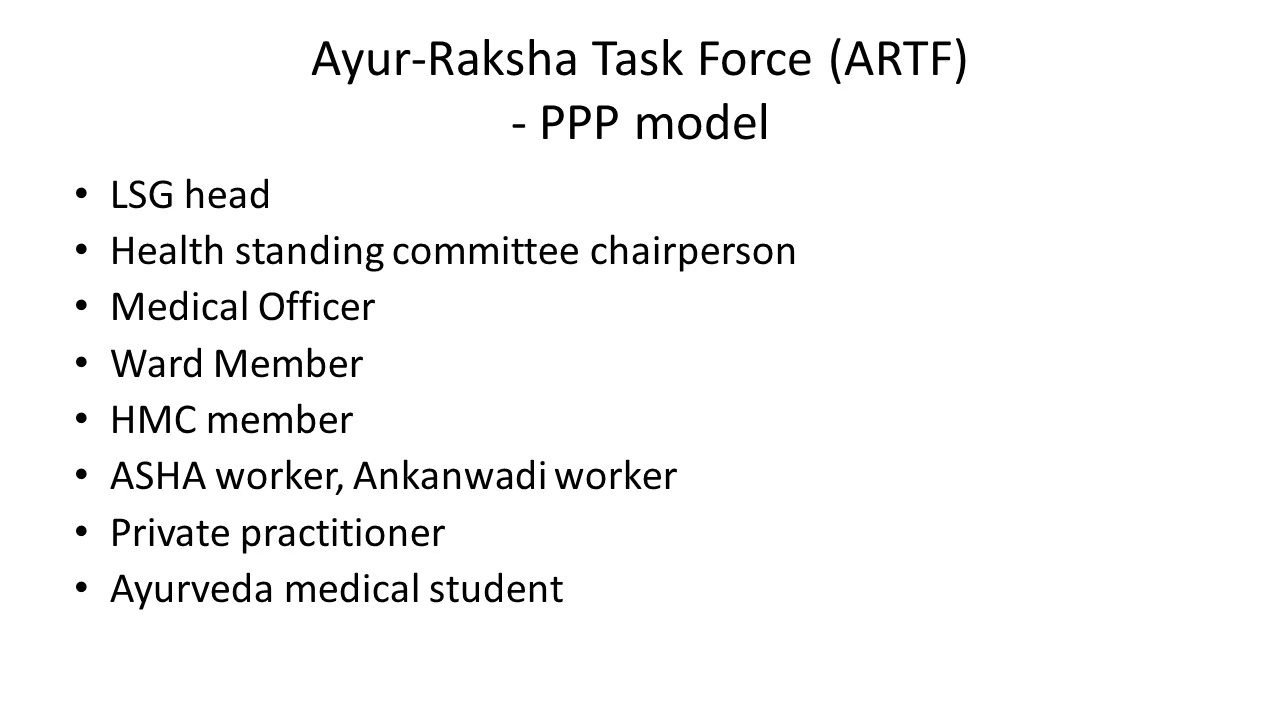 Ayur-Raksha Task Force (ARTF)
- PPP model
• LSG head
• Health standing committee chairperson
• Medical Officer
• Ward Member
• HMC member
• ASHA worker, Ankanwadi worker
• Private practitioner
• Ayurveda medical student